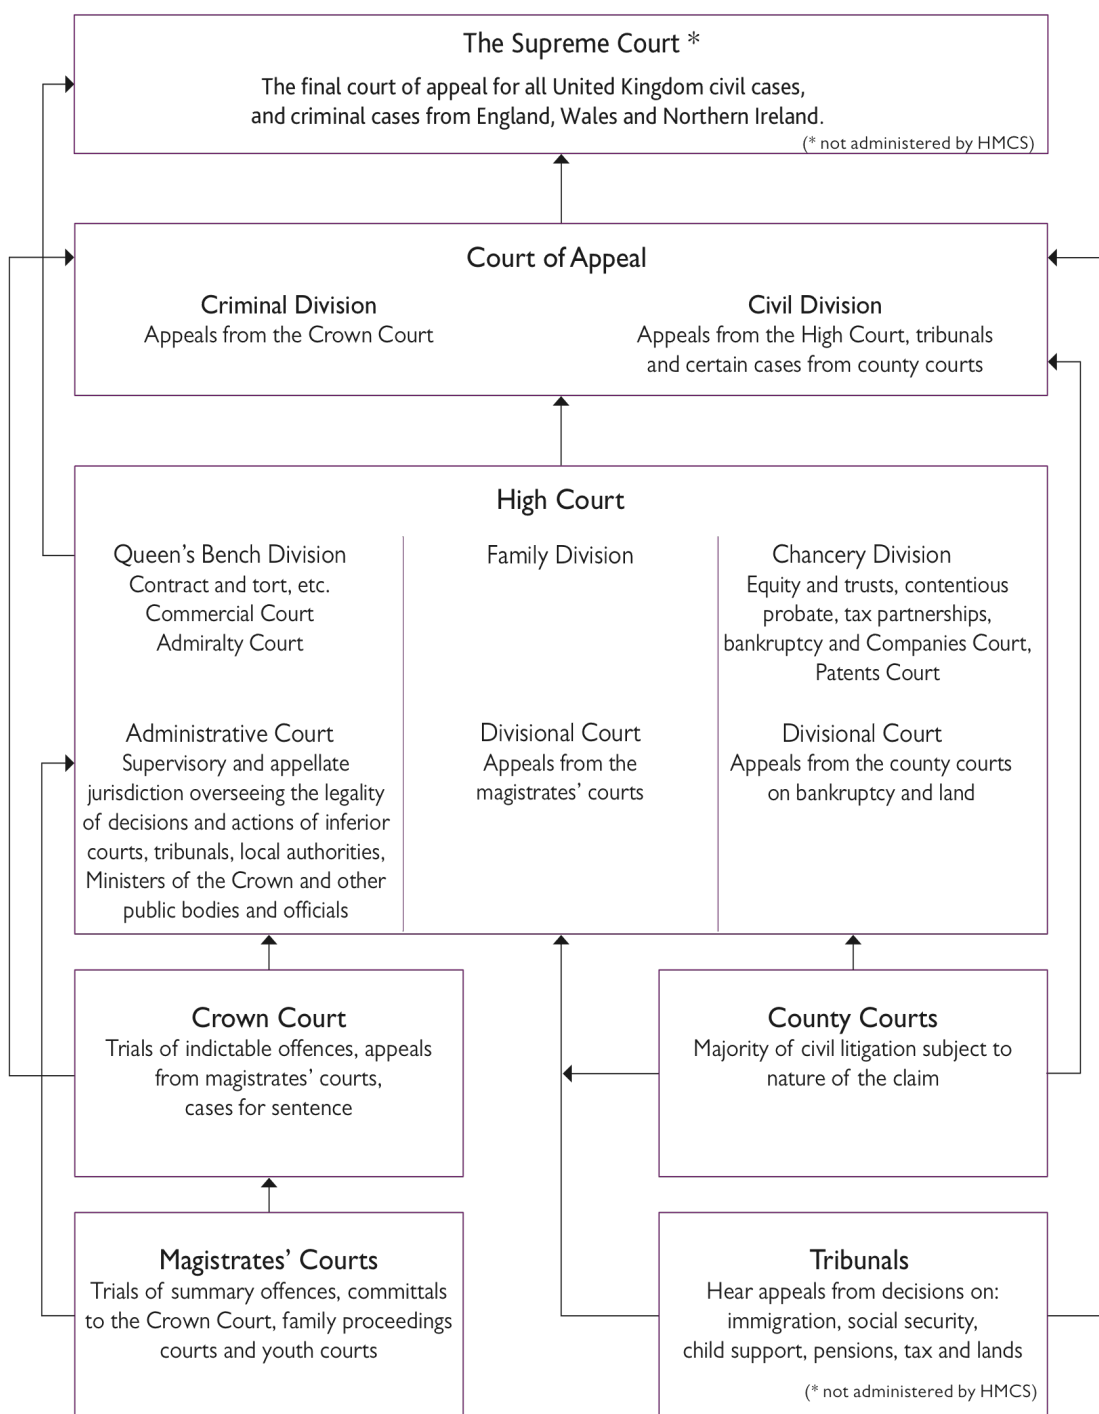 The Supreme Court *
The final court of appeal for all United Kingdom civil cases,
and criminal cases from England, Wales and Northern Ireland.
(* not administered by HMCS)
Court of Appeal
Criminal Division
Appeals from the Crown Court
Civil Division
Appeals from the High Court, tribunals
and certain cases from county courts
High Court
Queen’s Bench Division
Contract and tort, etc.
Commercial Court
Admiralty Court
Administrative Court
Supervisory and appellate
jurisdiction overseeing the legality
of decisions and actions of inferior
courts, tribunals, local authorities,
Ministers of the Crown and other
public bodies and officials
Family Division
Divisional Court
Appeals from the
magistrates’ courts
Chancery Division
Equity and trusts, contentious
probate, tax partnerships,
bankruptcy and Companies Court,
Patents Court
Divisional Court
Appeals from the county courts
on bankruptcy and land
Crown Court
Trials of indictable offences, appeals
from magistrates’ courts,
cases for sentence
County Courts
Majority of civil litigation subject to
nature of the claim
Magistrates’ Courts
Trials of summary offences, committals
to the Crown Court, family proceedings
courts and youth courts
Tribunals
Hear appeals from decisions on:
immigration, social security,
child support, pensions, tax and lands
(* not administered by HMCS)